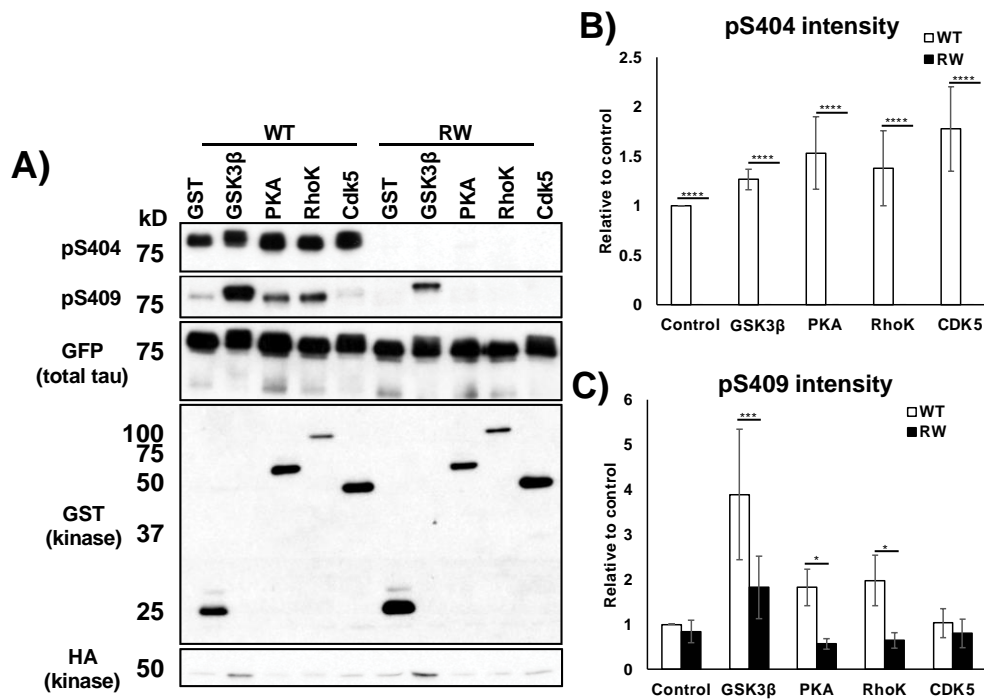 A)
WT RW
GST GSK3β PKA RhoK Cdk5 GST GSK3β PKA RhoK Cdk5
kD
pS404 75
pS409 75
GFP 75
(total tau)
100
75
50
GST
(kinase)
37
25
HA 50
(kinase)
B) pS404 intensity
WT
RW
Relative to control
2.5
2
1.5
1
0.5
0
**** **** **** **** ****
Control GSK3β PKA RhoK CDK5
C) pS409 intensity
WT
RW
Relative to control
6
5
4
3
2
1
0
*** * *
Control GSK3β PKA RhoK CDK5